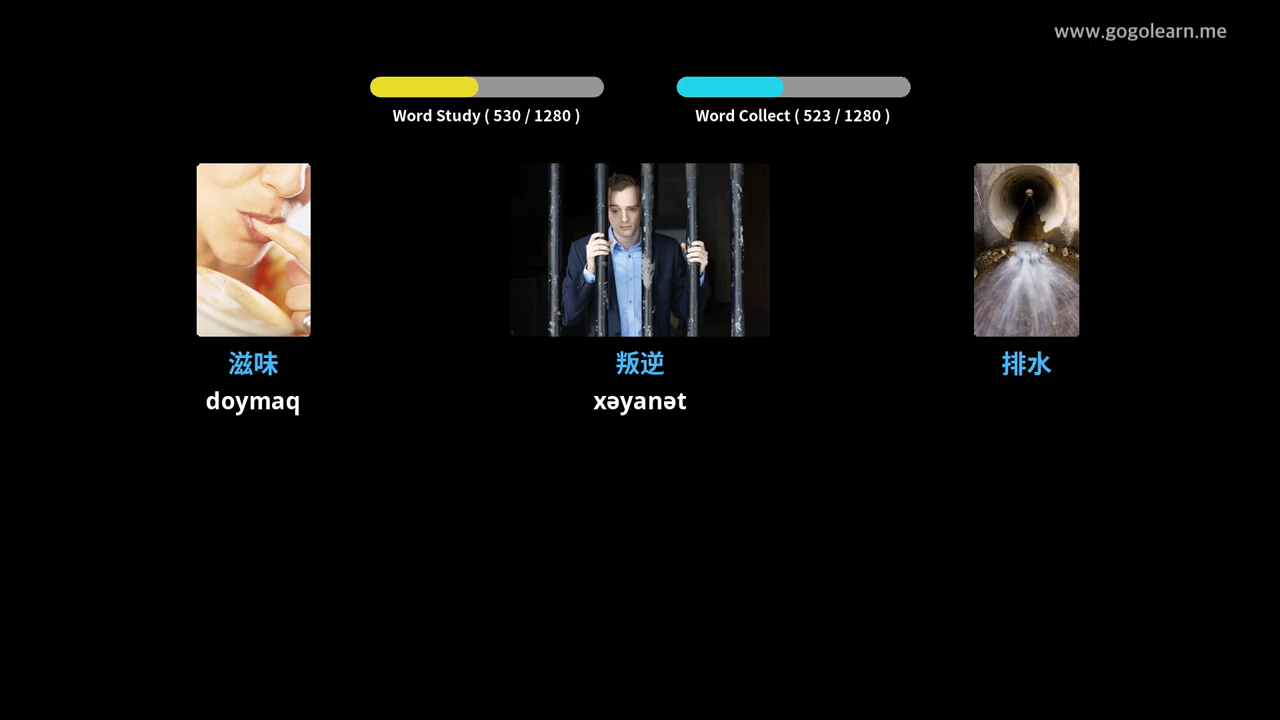 www.gogolearn.me
Word Study ( 530 / 1280 )
Word Collect ( 523 / 1280 )
滋味
叛逆
排水
doymaq
xəyanət